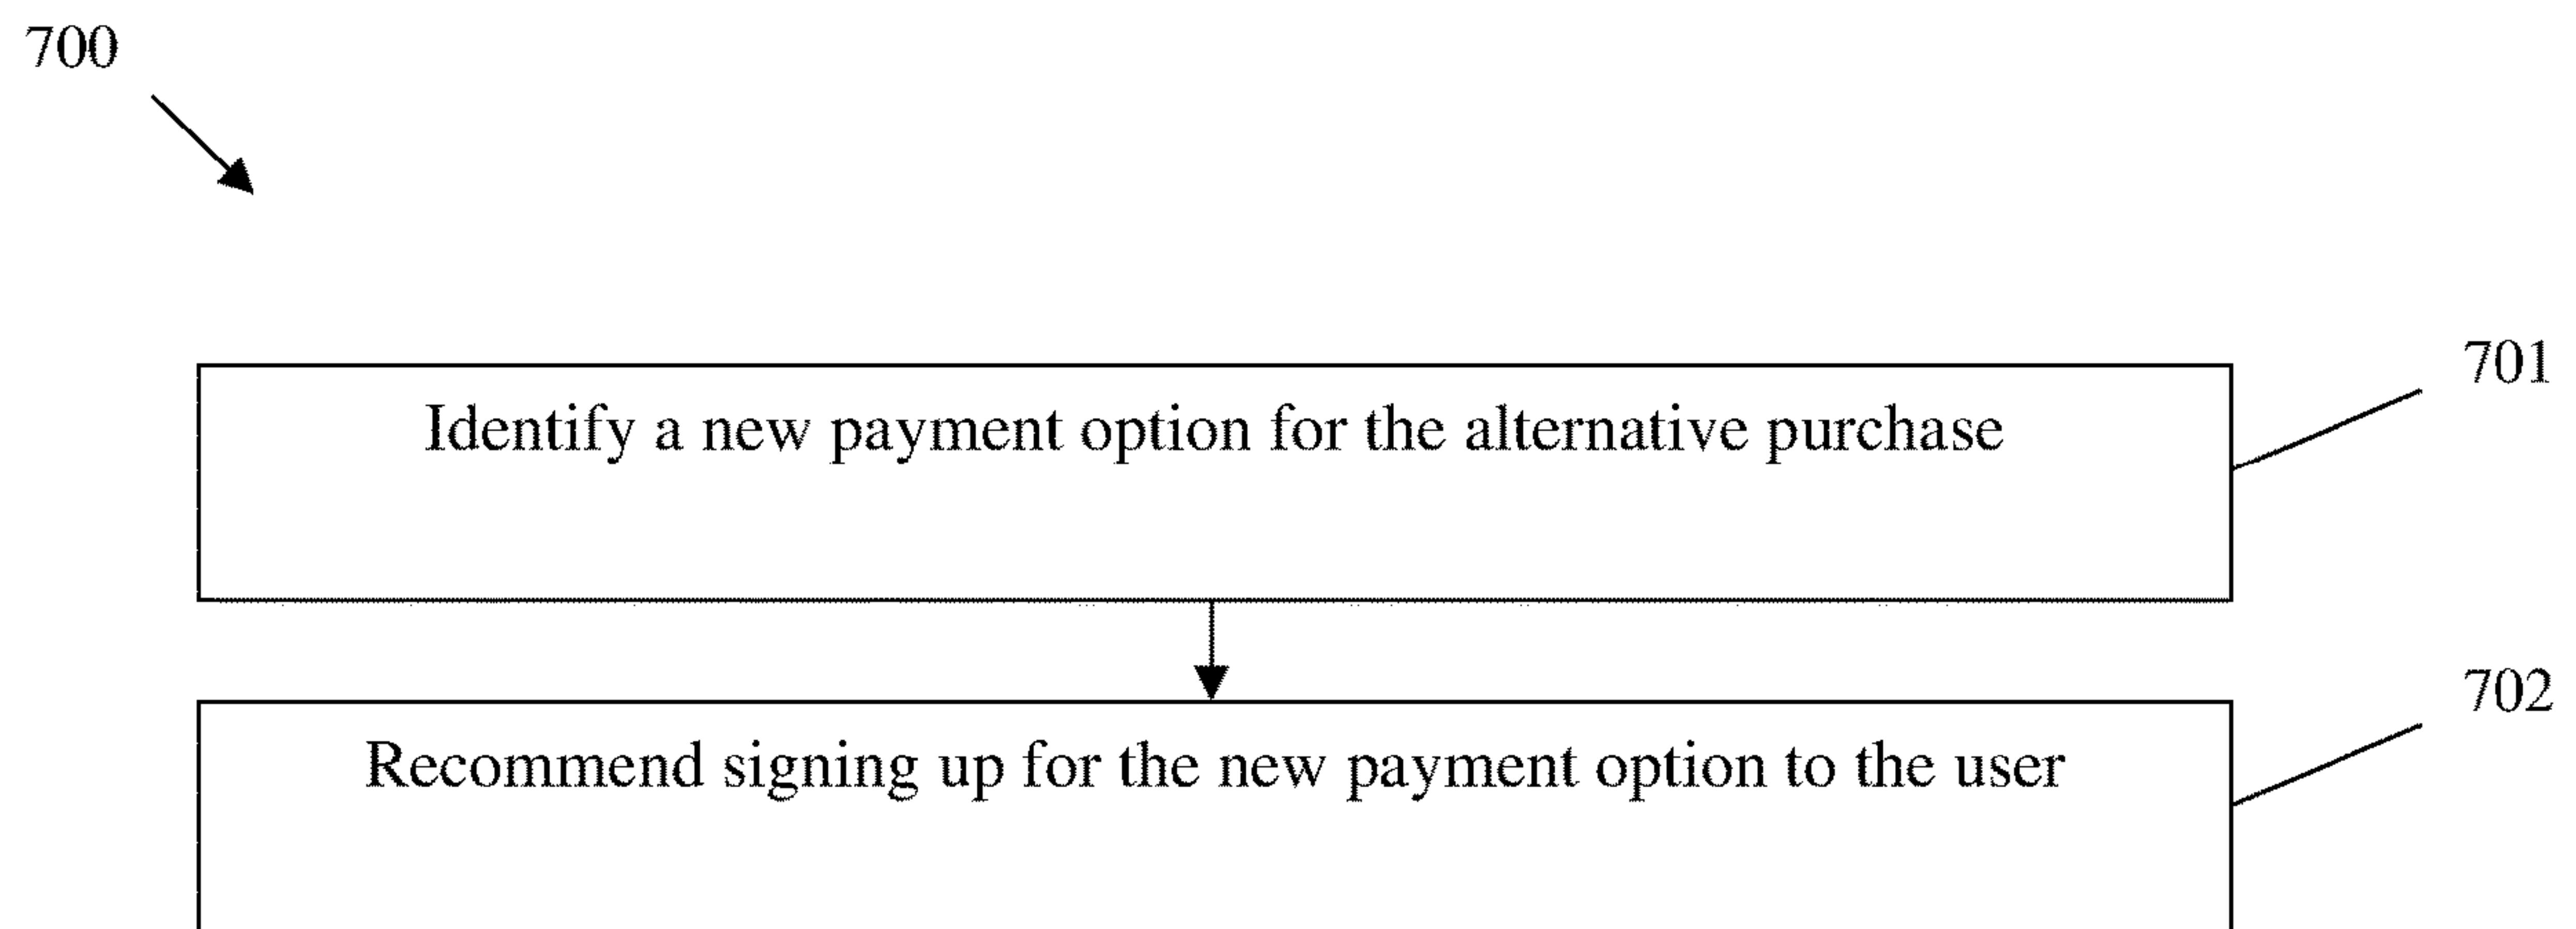 700
701
Identify a new payment option for the alternative purchase
702
Recommend signing up for the new payment option to the user